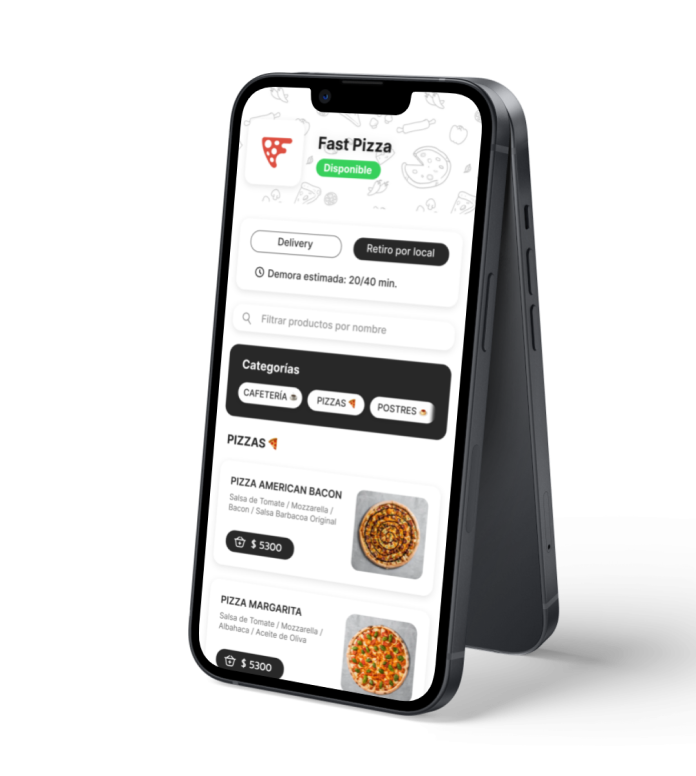 Fast Pizza
Disponible
Delivery
Retiro por local
Demora estimada: 20/40 min.
Filtrar productos por nombre
Categorías
CAFETERÍA ☕
PIZZAS 🍕
POSTRES 🍮
PIZZAS 🍕
PIZZA AMERICAN BACON
Salsa de Tomate / Mozzarella /
Bacon / Salsa Barbacoa Original
$ 5300
PIZZA MARGARITA
Salsa de Tomate / Mozzarella /
Albahaca / Aceite de Oliva
$ 5300